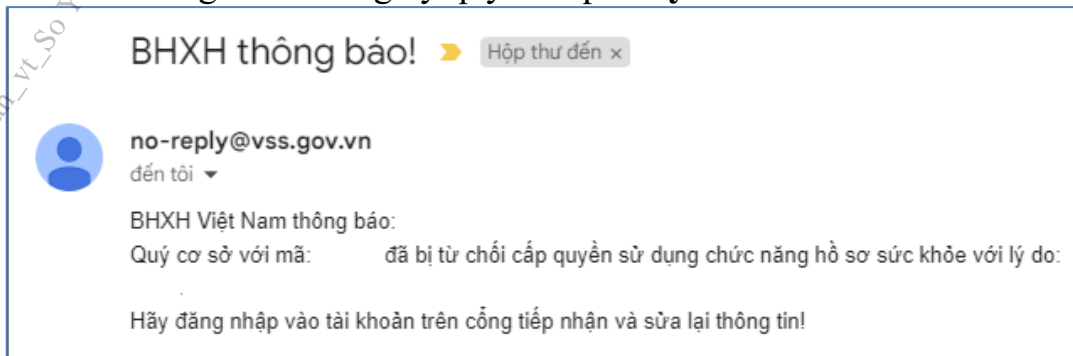 BHXH thông báo! Hộp thư đến ×
no-reply@vss.gov.vn
đến tôi
BHXH Việt Nam thông báo:
Quý cơ sở với mã: đã bị từ chối cấp quyền sử dụng chức năng hồ sơ sức khỏe với lý do:
.
Hãy đăng nhập vào tài khoản trên cổng tiếp nhận và sửa lại thông tin!